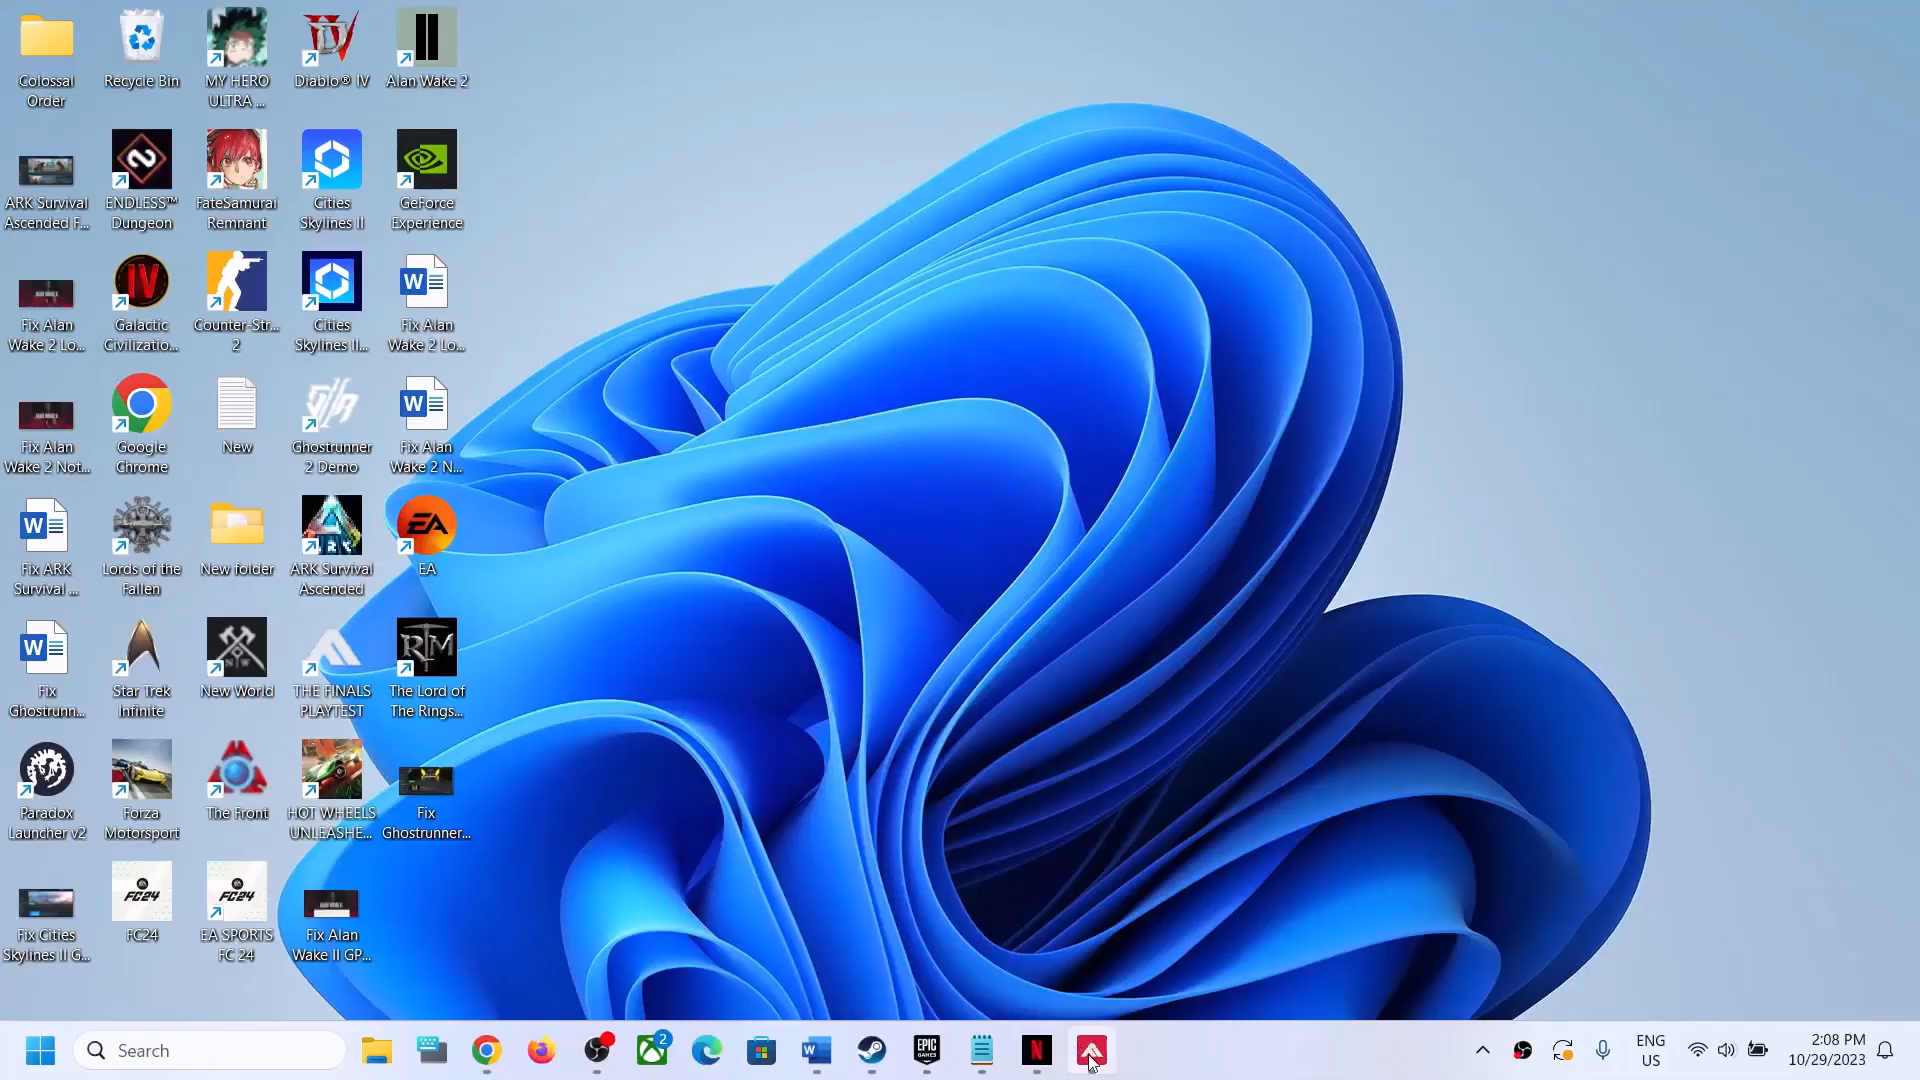 Colossal
Order
Recycle Bin
MY HERO
ULTRA ...
Diablo® IV
Alan Wake 2
ARK Survival
Ascended F...
ENDLESS™
Dungeon
FateSamurai
Remnant
Cities
Skylines II
GeForce
Experience
Fix Alan
Wake 2 Lo...
Galactic
Civilizatio...
Counter-Str...
2
Cities
Skylines II...
Fix Alan
Wake 2 Lo...
Fix Alan
Wake 2 Not...
Google
Chrome
New
Ghostrunner
2 Demo
Fix Alan
Wake 2 N...
Fix ARK
Survival ...
Lords of the
Fallen
New folder
ARK Survival
Ascended
EA
EA
Fix
Ghostrunn...
Star Trek
Infinite
New World
THE FINALS
PLAYTEST
The Lord of
The Rings...
Paradox
Launcher v2
Forza
Motorsport
The Front
HOT WHEELS
UNLEASHE...
Fix
Ghostrunner...
Fix Cities
Skylines II G...
FC24
FC24
FC24
EA SPORTS
FC 24
Fix Alan
Wake II GP...
Search
2
EPIC
GAMES
ENG
US
2:08 PM
10/29/2023